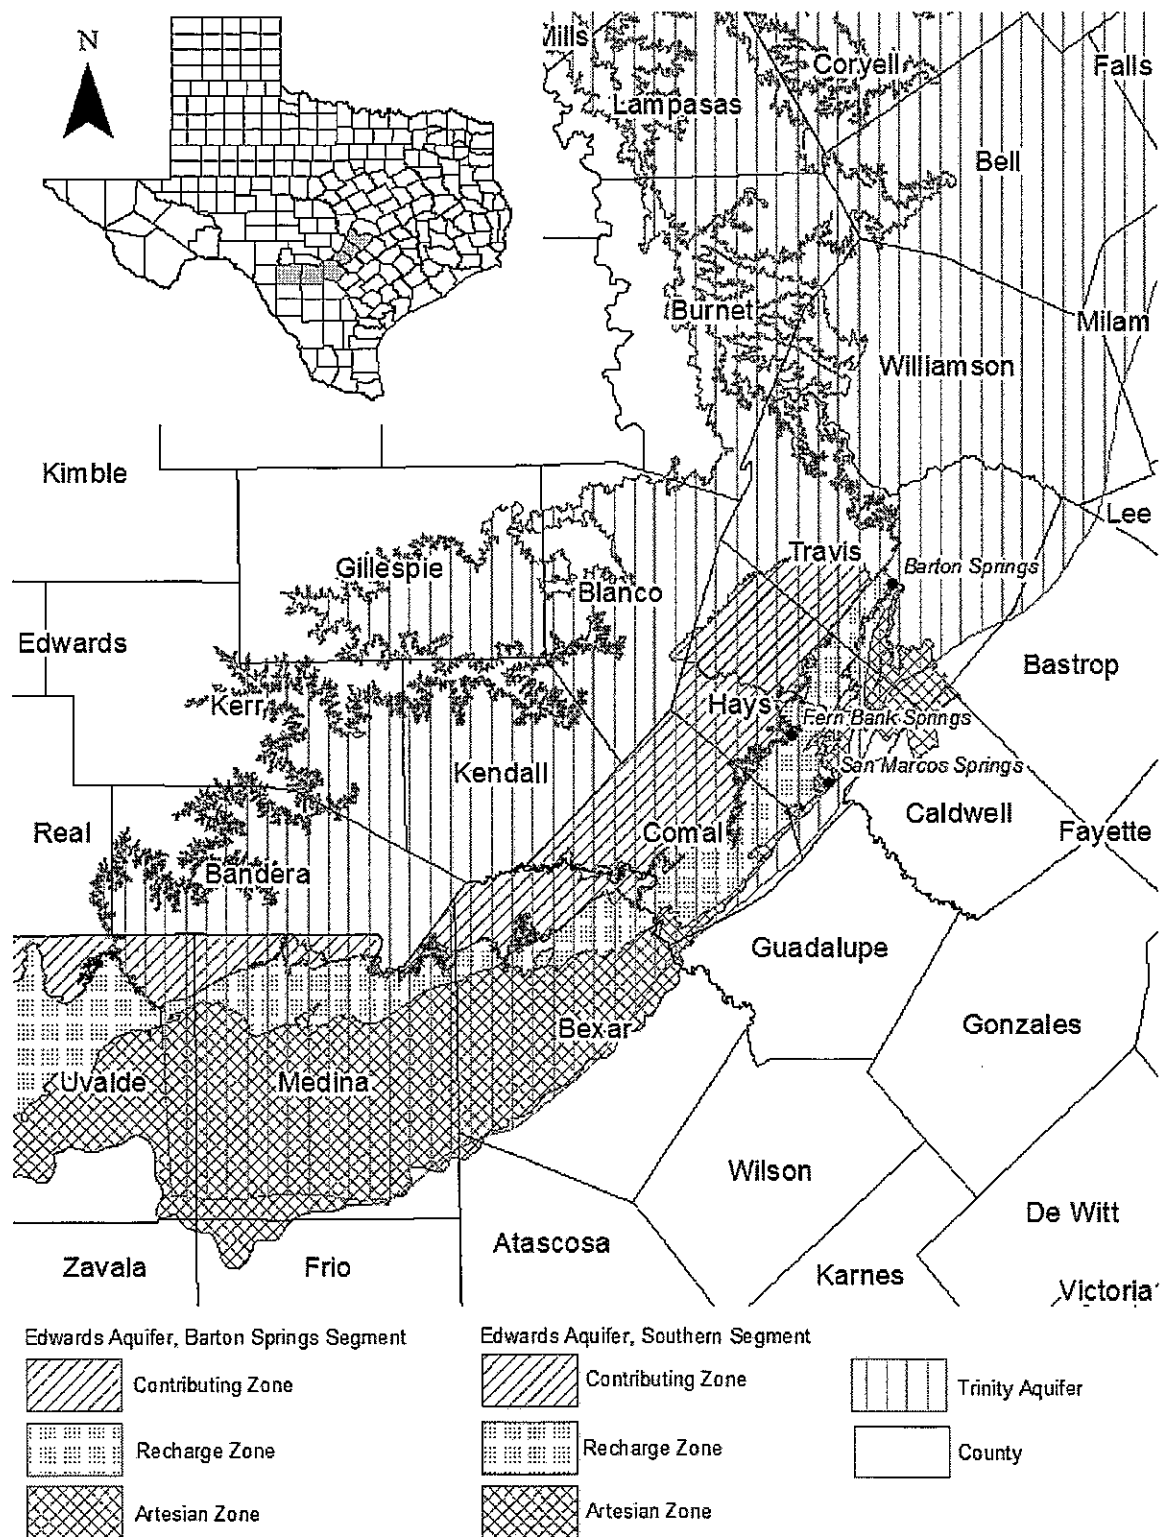 N
Mills
Coryell
Falls
Lampasas
Bell
Burnet
Milam
Williamson
Kimble
Lee
Travis
Gillespie
Barton Springs
Blanco
Edwards
Bastrop
Kerr
Hays
Fern Bank Springs
San Marcos Springs
Kendall
Real
Caldwell
Comal
Fayette
Bandera
Guadalupe
Bexar
Gonzales
Uvalde
Medina
Wilson
De Witt
Atascosa
Zavala
Frio
Karnes
Victoria
Edwards Aquifer, Barton Springs Segment
Contributing Zone
Recharge Zone
Artesian Zone
Edwards Aquifer, Southern Segment
Contributing Zone
Recharge Zone
Artesian Zone
Trinity Aquifer
County